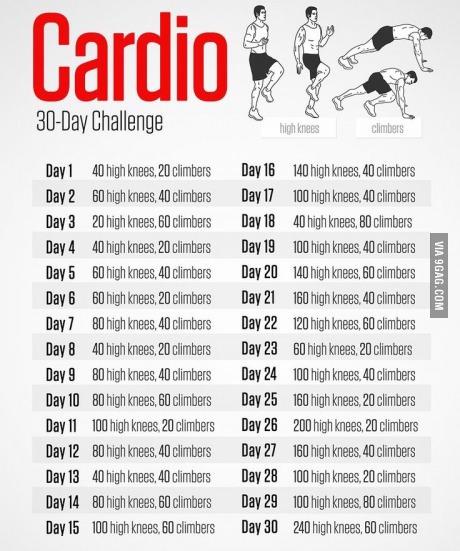 Cardio
30-Day Challenge
high knees
climbers
Day 1 40 high knees, 20 climbers
Day 2 60 high knees, 40 climbers
Day 3 20 high knees, 60 climbers
Day 4 40 high knees, 20 climbers
Day 5 60 high knees, 40 climbers
Day 6 60 high knees, 20 climbers
Day 7 80 high knees, 40 climbers
Day 8 40 high knees, 20 climbers
Day 9 80 high knees, 40 climbers
Day 10 80 high knees, 60 climbers
Day 11 100 high knees, 20 climbers
Day 12 80 high knees, 40 climbers
Day 13 40 high knees, 40 climbers
Day 14 80 high knees, 60 climbers
Day 15 100 high knees, 60 climbers
Day 16 140 high knees, 40 climbers
Day 17 100 high knees, 40 climbers
Day 18 40 high knees, 80 climbers
Day 19 100 high knees, 40 climbers
Day 20 140 high knees, 60 climbers
Day 21 160 high knees, 40 climbers
Day 22 120 high knees, 60 climbers
Day 23 60 high knees, 20 climbers
Day 24 100 high knees, 40 climbers
Day 25 160 high knees, 20 climbers
Day 26 200 high knees, 20 climbers
Day 27 160 high knees, 40 climbers
Day 28 100 high knees, 20 climbers
Day 29 100 high knees, 80 climbers
Day 30 240 high knees, 60 climbers
VIA 9GAG.COM